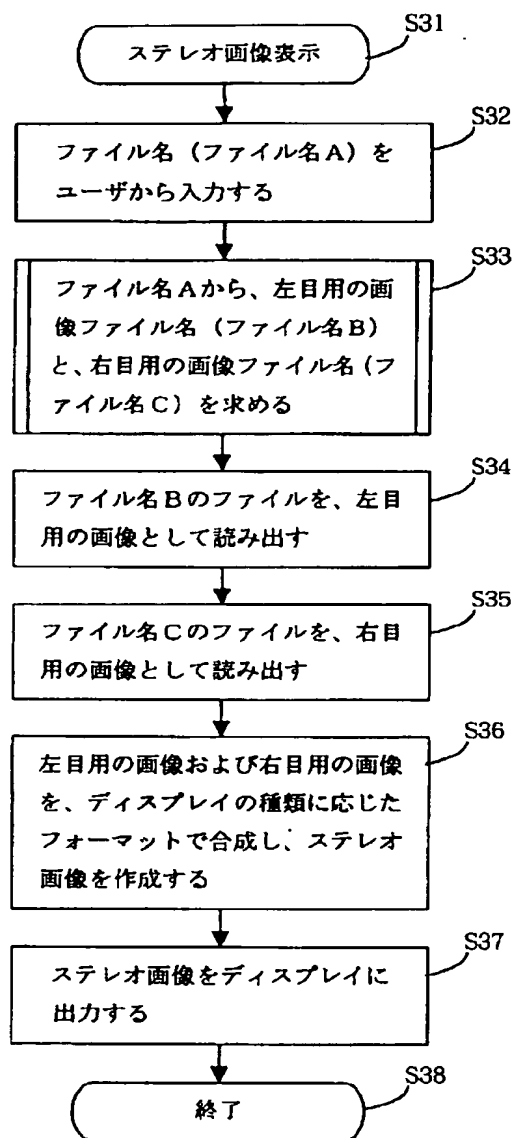 S31
ステレオ画像表示
S32
ファイル名（ファイル名A）を
ユーザから入力する
S33
ファイル名Aから、左目用の画
像ファイル名（ファイル名B）
と、右目用の画像ファイル名（フ
ァイル名C）を求める
S34
ファイル名Bのファイルを、左目
用の画像として読み出す
S35
ファイル名Cのファイルを、右目
用の画像として読み出す
S36
左目用の画像および右目用の画像
を、ディスプレイの種類に応じた
フォーマットで合成し、ステレオ
画像を作成する
S37
ステレオ画像をディスプレイに
出力する
S38
終了